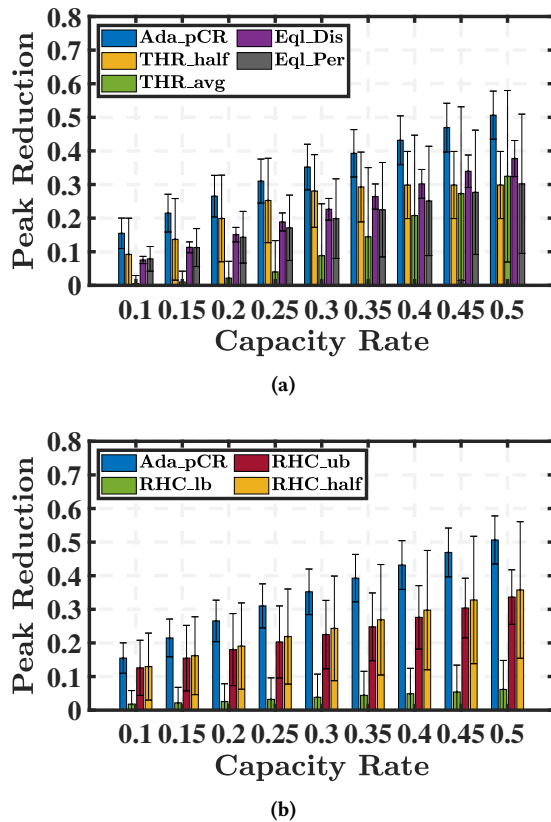 0.8
0.7
0.6
0.5
0.4
0.3
0.2
0.1
0
Peak Reduction
Ada_pCR Eql_Dis
THR_half Eql_Per
THR_avg
0.1 0.15 0.2 0.25 0.3 0.35 0.4 0.45 0.5
Capacity Rate
(a)
0.8
0.7
0.6
0.5
0.4
0.3
0.2
0.1
0
Peak Reduction
Ada_pCR RHC_ub
RHC_lb RHC_half
0.1 0.15 0.2 0.25 0.3 0.35 0.4 0.45 0.5
Capacity Rate
(b)